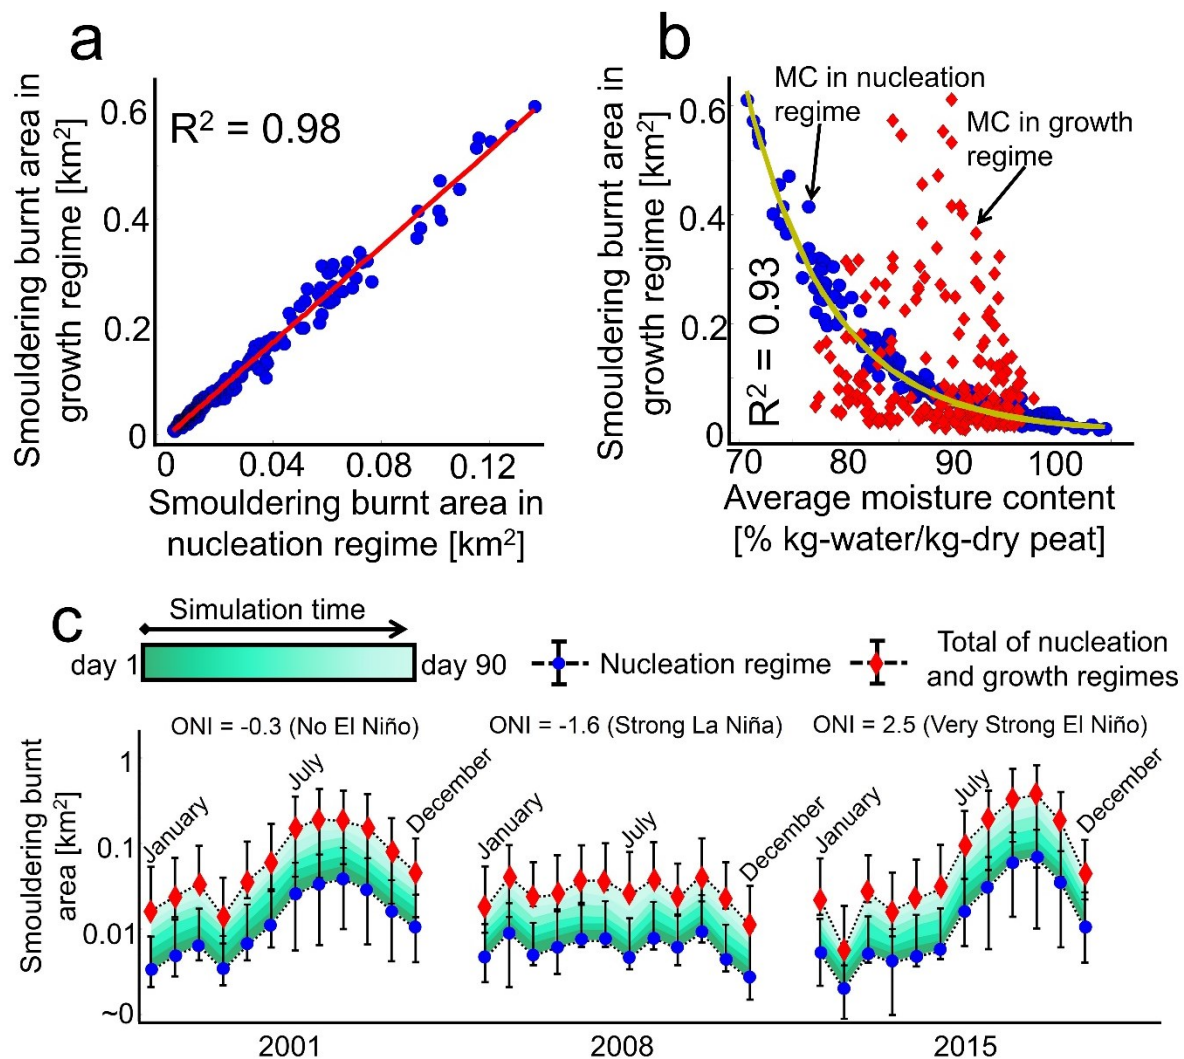 a
Smouldering burnt area in
growth regime [km²]
R² = 0.98
0.6
0.4
0.2
0
0
0.04
0.08
0.12
Smouldering burnt area in
nucleation regime [km²]
b
Smouldering burnt area in
growth regime [km²]
MC in nucleation
regime
MC in growth
regime
R² = 0.93
0.6
0.4
0.2
0
70
80
90
100
Average moisture content
[% kg-water/kg-dry peat]
c
Simulation time
day 1
day 90
Nucleation regime
Total of nucleation
and growth regimes
ONI = -0.3 (No El Niño)
ONI = -1.6 (Strong La Niña)
ONI = 2.5 (Very Strong El Niño)
Smouldering burnt
area [km²]
1
0.1
0.01
~0
January
July
December
January
July
December
January
July
December
2001
2008
2015